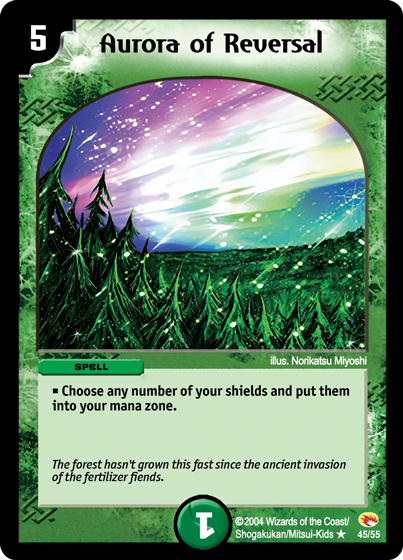 5
Aurora of Reversal
illus. Norikatsu Miyoshi
SPELL
▪ Choose any number of your shields and put them
into your mana zone.
The forest hasn't grown this fast since the ancient invasion
of the fertilizer fiends.
1
©2004 Wizards of the Coast/
Shogakukan/Mitsui-Kids ★ 45/55